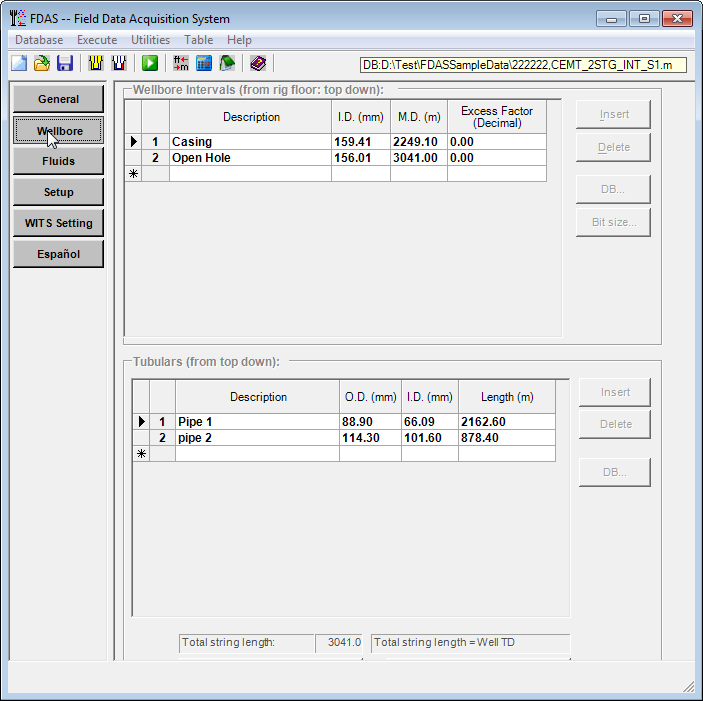 FDAS -- Field Data Acquisition System
Database Execute Utilities Table Help
DB:D:\Test\FDASSampleData\222222,CEMT_2STG_INT_S1.m
General
Wellbore
Fluids
Setup
WITS Setting
Español
Wellbore Intervals (from rig floor: top down):
Description I.D. (mm) M.D. (m) Excess Factor (Decimal)
1 Casing 159.41 2249.10 0.00
2 Open Hole 156.01 3041.00 0.00
Insert
Delete
DB...
Bit size...
Tubulars (from top down):
Description O.D. (mm) I.D. (mm) Length (m)
1 Pipe 1 88.90 66.09 2162.60
2 pipe 2 114.30 101.60 878.40
Insert
Delete
DB...
Total string length: 3041.0 Total string length = Well TD